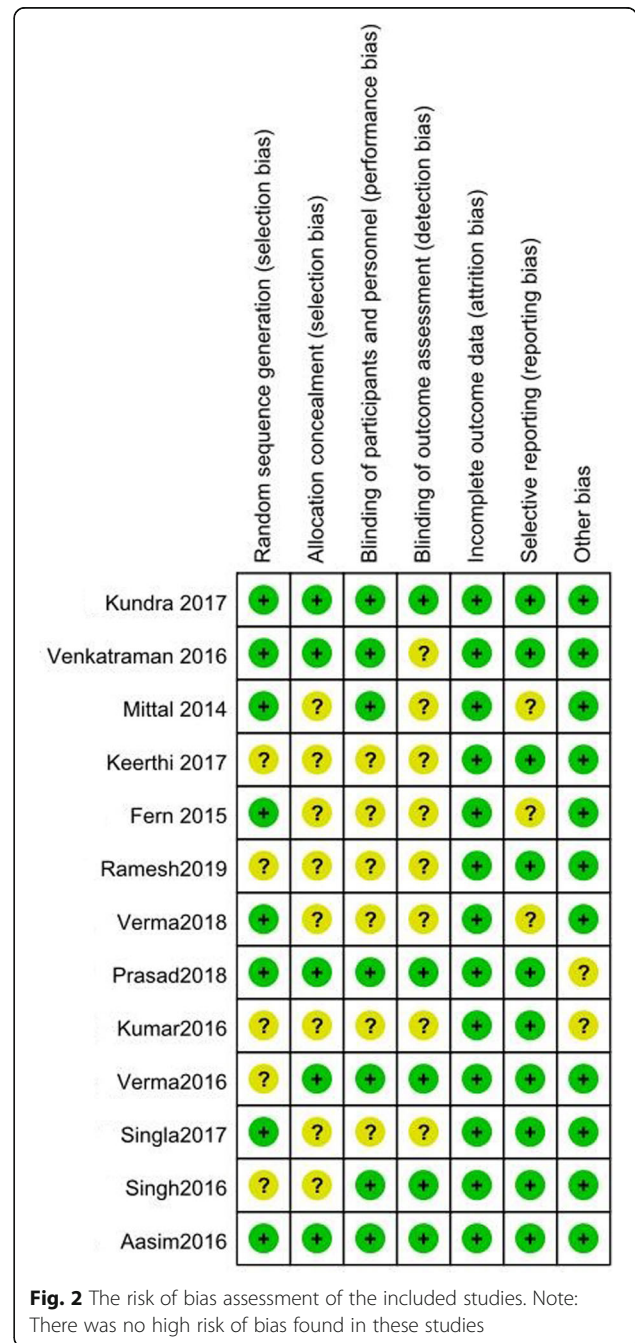 Random sequence generation (selection bias)
Allocation concealment (selection bias)
Blinding of participants and personnel (performance bias)
Blinding of outcome assessment (detection bias)
Incomplete outcome data (attrition bias)
Selective reporting (reporting bias)
Other bias
Kundra 2017 + + + + + + +
Venkatraman 2016 + + + ? + + +
Mittal 2014 + ? + ? + ? +
Keerthi 2017 ? ? ? ? + + +
Fern 2015 + ? ? ? + ? +
Ramesh2019 ? ? ? ? + + +
Verma2018 + ? ? ? + ? +
Prasad2018 + + + + + + ?
Kumar2016 ? ? ? ? + + ?
Verma2016 ? + + + + + +
Singla2017 + ? ? ? + + +
Singh2016 ? ? + + + + +
Aasim2016 + + + + + + +
Fig. 2 The risk of bias assessment of the included studies. Note:
There was no high risk of bias found in these studies